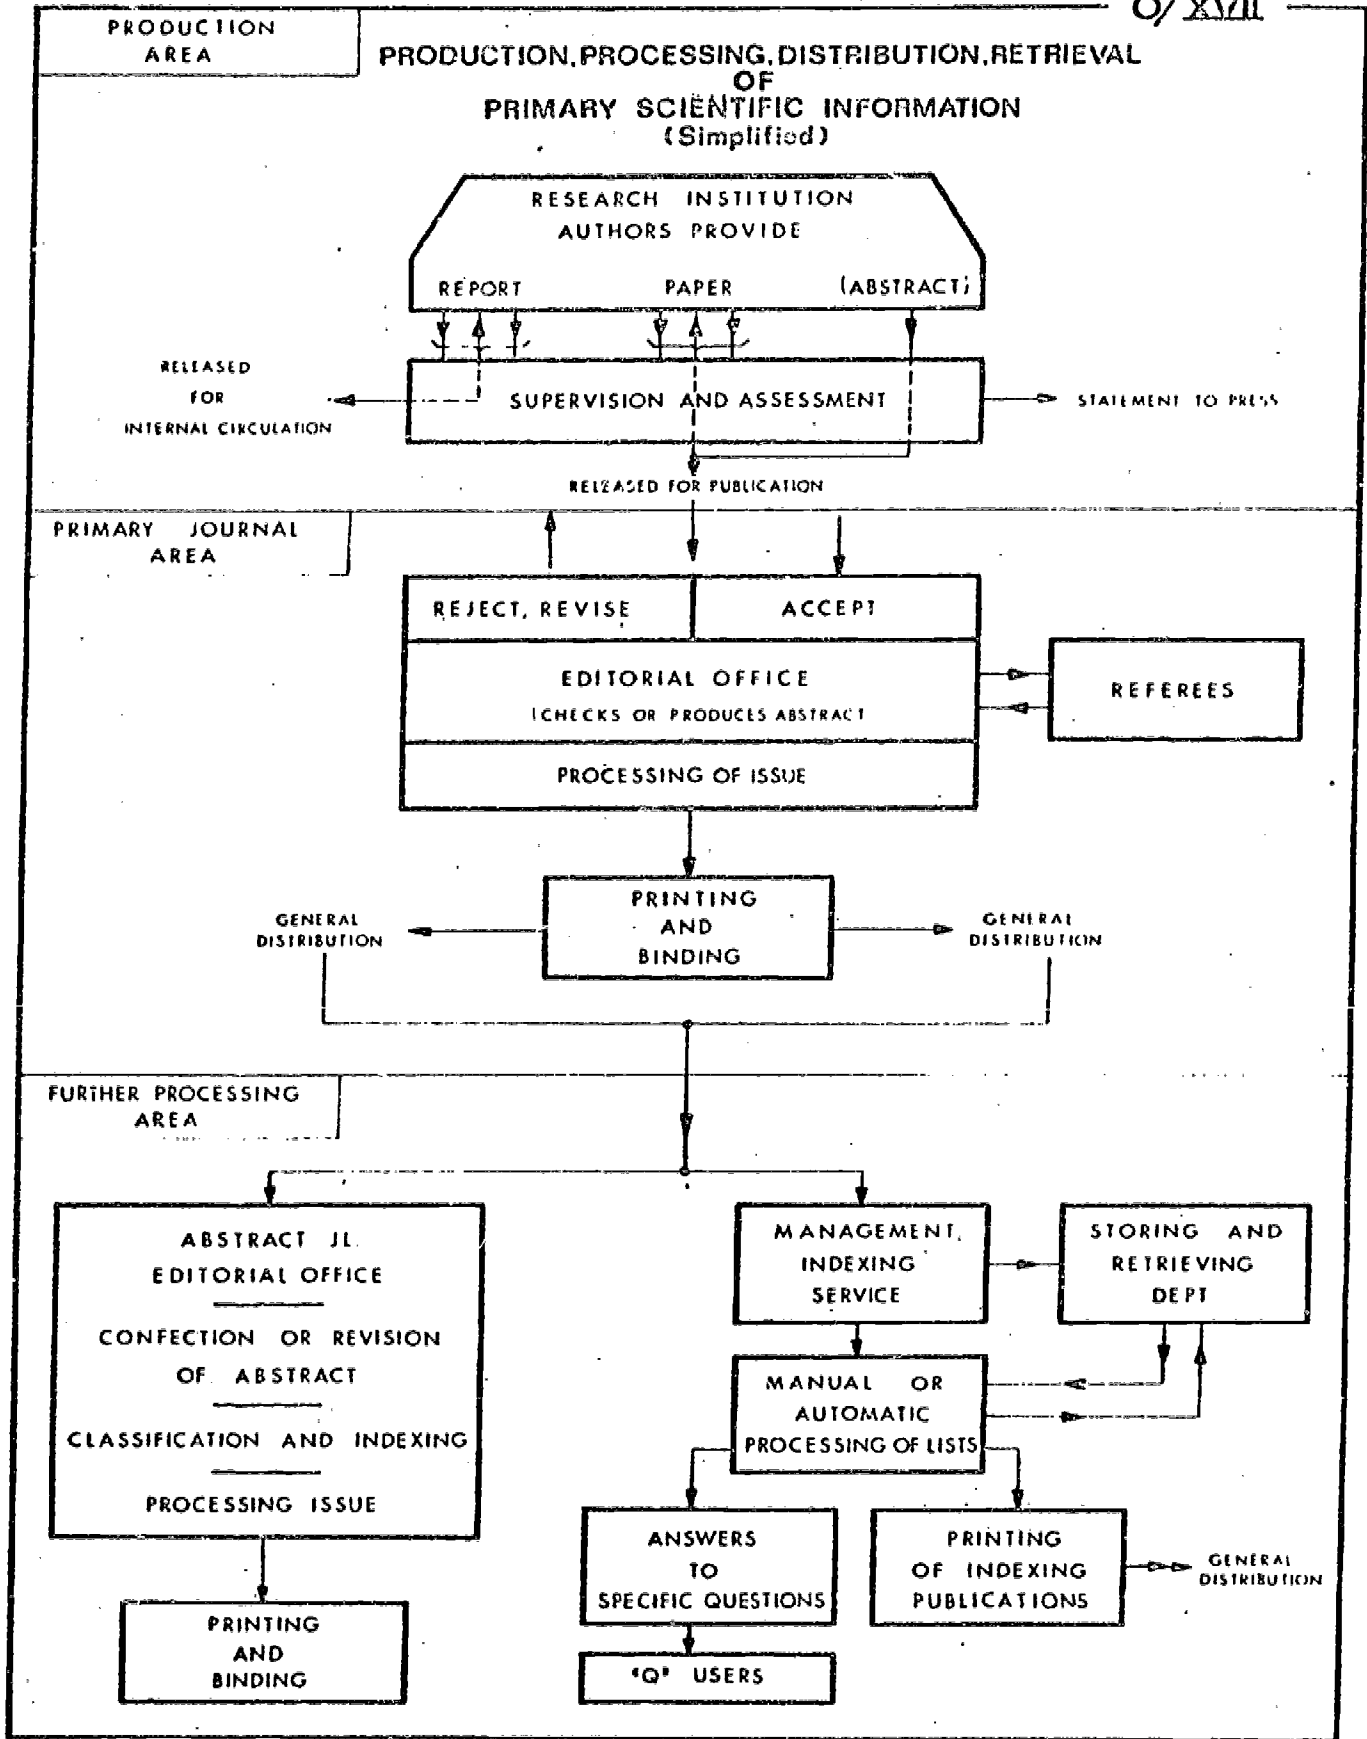 6/XVII
PRODUCTION
AREA
PRODUCTION, PROCESSING, DISTRIBUTION, RETRIEVAL
OF
PRIMARY SCIENTIFIC INFORMATION
(Simplified)
RESEARCH INSTITUTION
AUTHORS PROVIDE
REPORT PAPER (ABSTRACT)
RELEASED
FOR
INTERNAL CIRCULATION
SUPERVISION AND ASSESSMENT
STATEMENT TO PRESS
RELEASED FOR PUBLICATION
PRIMARY JOURNAL
AREA
REJECT, REVISE
ACCEPT
EDITORIAL OFFICE
(CHECKS OR PRODUCES ABSTRACT
REFEREES
PROCESSING OF ISSUE
PRINTING
AND
BINDING
GENERAL
DISTRIBUTION
GENERAL
DISTRIBUTION
FURTHER PROCESSING
AREA
ABSTRACT JL.
EDITORIAL OFFICE
CONFECTION OR REVISION
OF ABSTRACT
CLASSIFICATION AND INDEXING
PROCESSING ISSUE
PRINTING
AND
BINDING
MANAGEMENT,
INDEXING
SERVICE
STORING AND
RETRIEVING
DEPT
MANUAL OR
AUTOMATIC
PROCESSING OF LISTS
ANSWERS
TO
SPECIFIC QUESTIONS
"Q" USERS
PRINTING
OF INDEXING
PUBLICATIONS
GENERAL
DISTRIBUTION